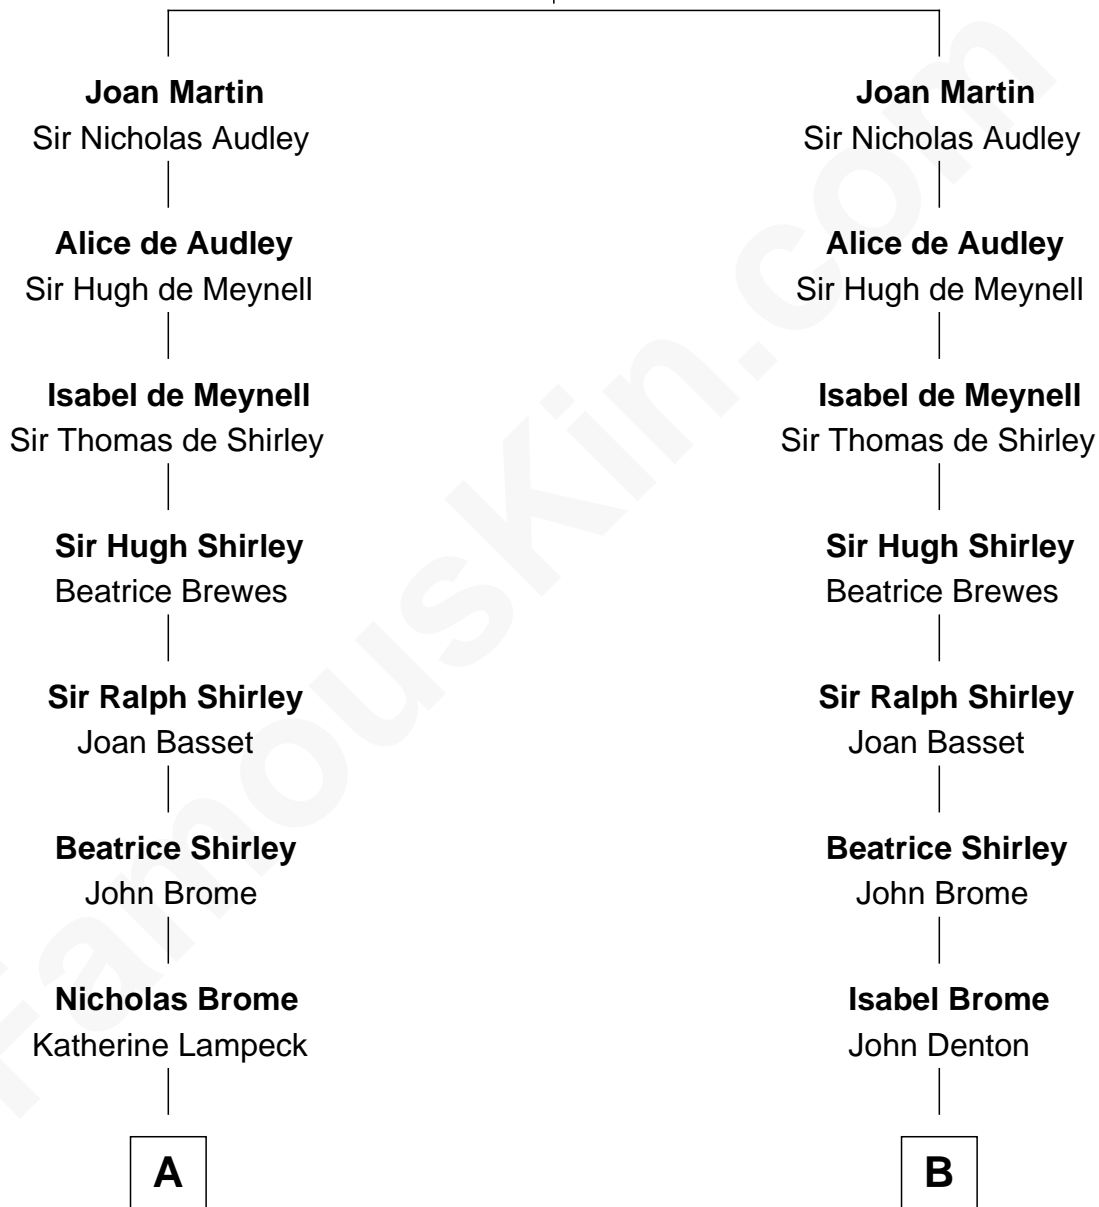 Joan Martin
Sir Nicholas Audley
Alice de Audley
Sir Hugh de Meynell
Isabel de Meynell
Sir Thomas de Shirley
Sir Hugh Shirley
Beatrice Brewes
Sir Ralph Shirley
Joan Basset
Beatrice Shirley
John Brome
Nicholas Brome
Katherine Lampeck
A
Joan Martin
Sir Nicholas Audley
Alice de Audley
Sir Hugh de Meynell
Isabel de Meynell
Sir Thomas de Shirley
Sir Hugh Shirley
Beatrice Brewes
Sir Ralph Shirley
Joan Basset
Beatrice Shirley
John Brome
Isabel Brome
John Denton
B
FamousKin.com